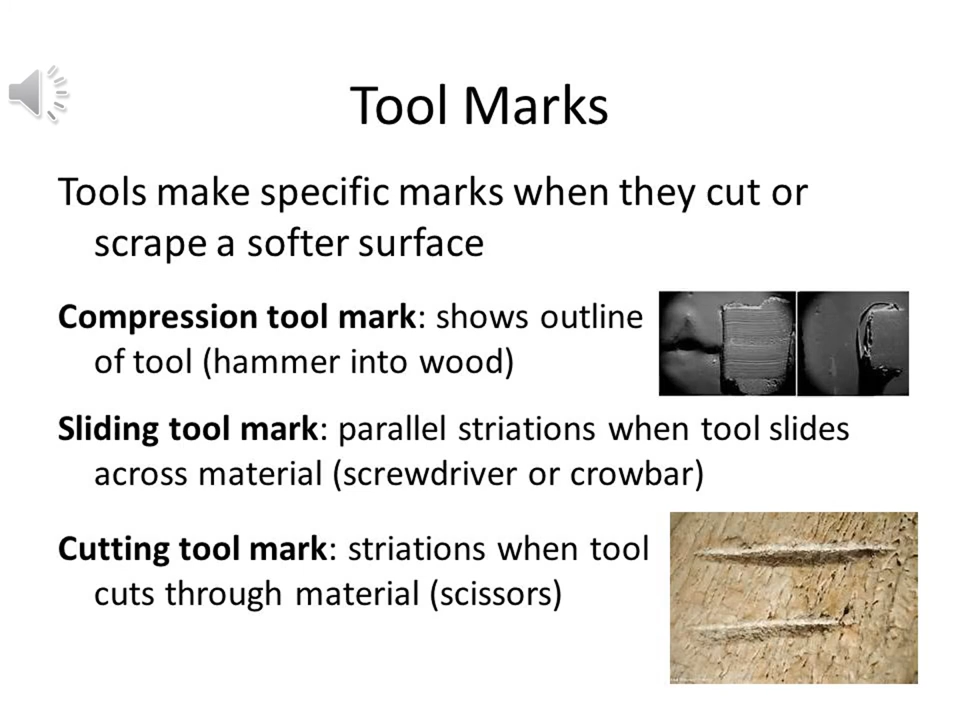 Tool Marks
Tools make specific marks when they cut or
scrape a softer surface
Compression tool mark: shows outline
of tool (hammer into wood)
Sliding tool mark: parallel striations when tool slides
across material (screwdriver or crowbar)
Cutting tool mark: striations when tool
cuts through material (scissors)